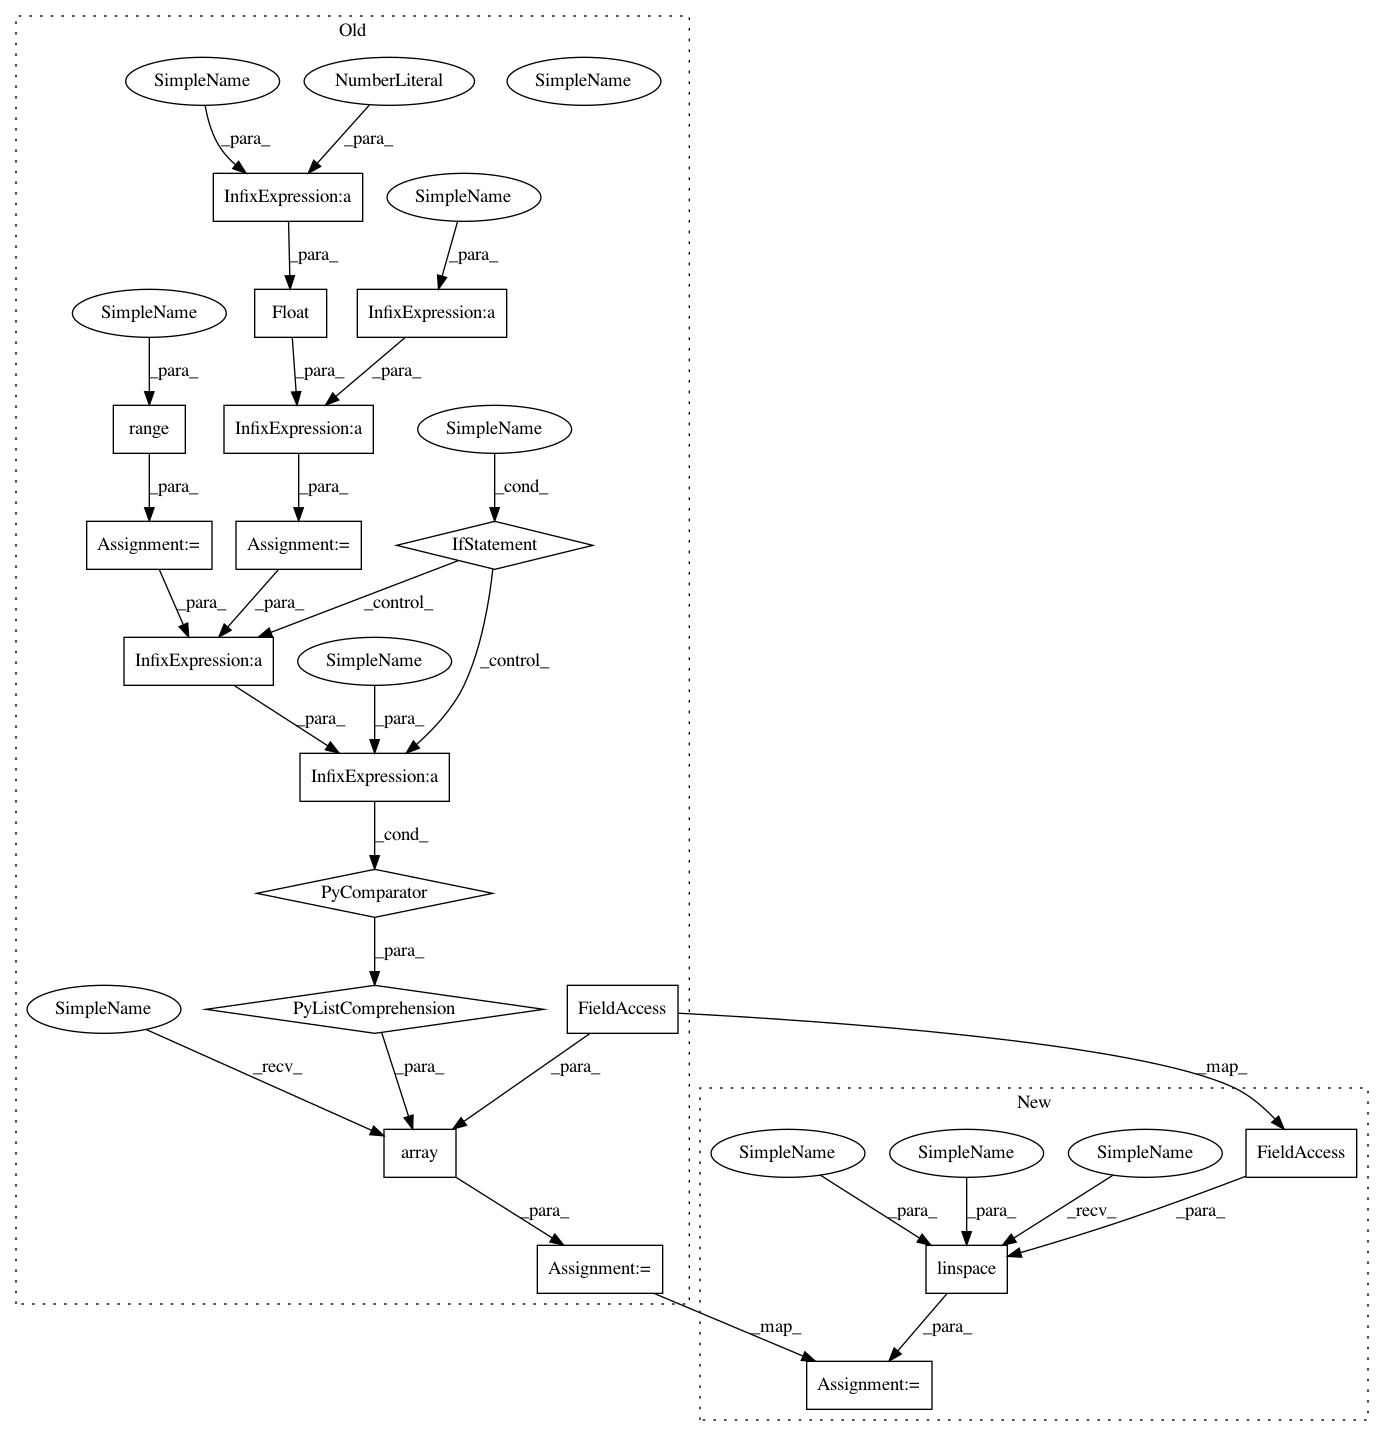 Old
SimpleName
NumberLiteral
SimpleName
_para_
_para_
InfixExpression:a
SimpleName
_para_
_para_
SimpleName
Float
InfixExpression:a
_para_
_para_
_para_
range
InfixExpression:a
SimpleName
_para_
_para_
_cond_
Assignment:=
Assignment:=
IfStatement
_para_
_para_
_control_
InfixExpression:a
SimpleName
_control_
_para_
_para_
InfixExpression:a
_cond_
PyComparator
_para_
SimpleName
PyListComprehension
FieldAccess
_recv_
_para_
_para_
_map_
New
array
SimpleName
SimpleName
SimpleName
FieldAccess
_para_
_para_
_para_
_recv_
_para_
Assignment:=
linspace
_map_
_para_
Assignment:=